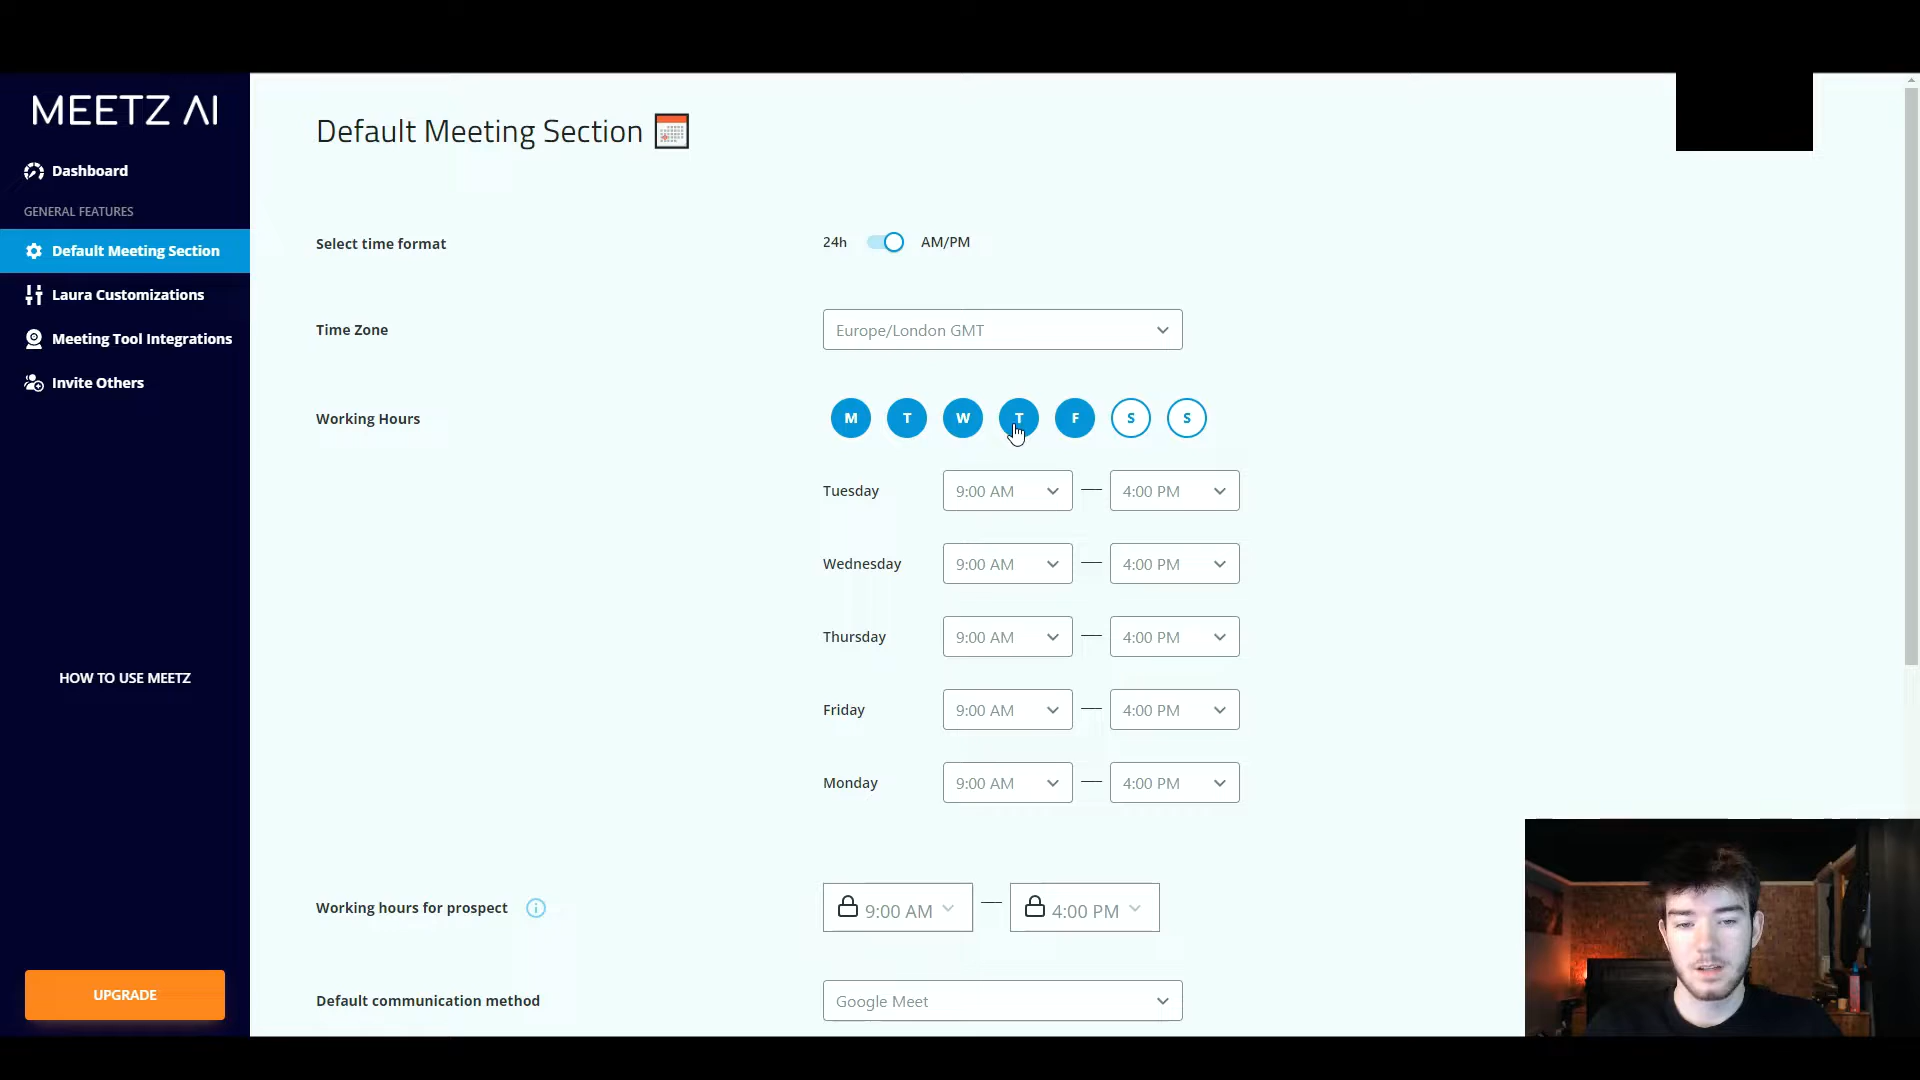 MEETZ AI
Dashboard
GENERAL FEATURES
Default Meeting Section
Laura Customizations
Meeting Tool Integrations
Invite Others
HOW TO USE MEETZ
UPGRADE
Default Meeting Section
Select time format
24h AM/PM
Time Zone
Europe/London GMT
Working Hours
M T W T F S S
Tuesday 9:00 AM — 4:00 PM
Wednesday 9:00 AM — 4:00 PM
Thursday 9:00 AM — 4:00 PM
Friday 9:00 AM — 4:00 PM
Monday 9:00 AM — 4:00 PM
Working hours for prospect
9:00 AM — 4:00 PM
Default communication method
Google Meet